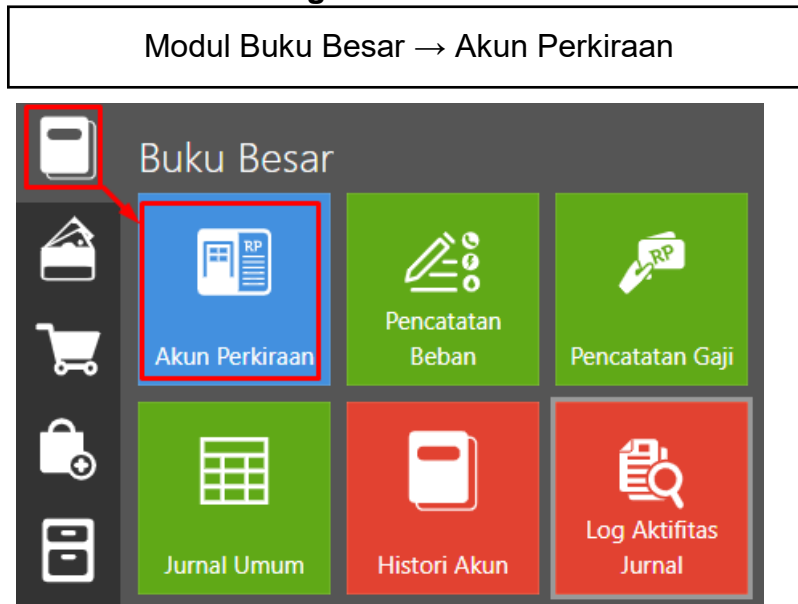 Modul Buku Besar → Akun Perkiraan
Buku Besar
RP
Akun Perkiraan
Pencatatan
Beban
RP
Pencatatan Gaji
Jurnal Umum
Histori Akun
Log Aktifitas
Jurnal